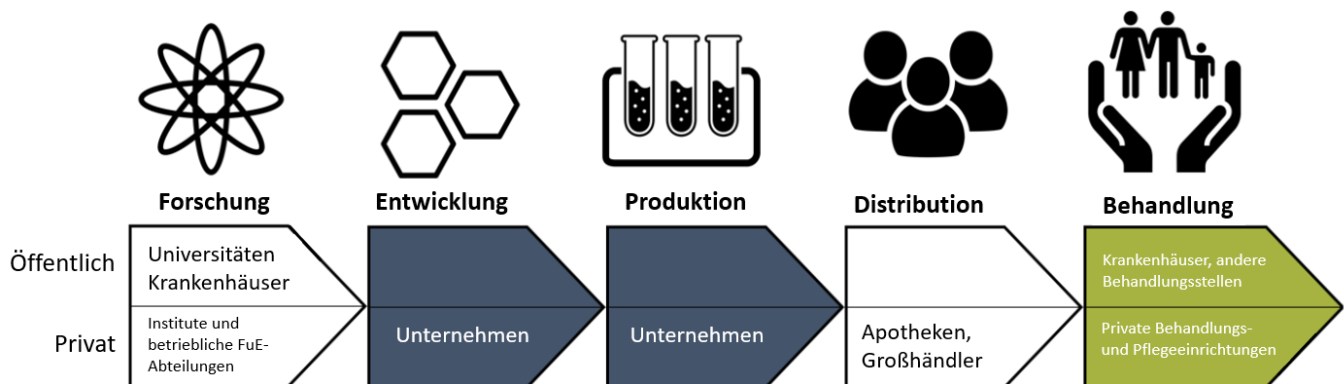 Forschung
Entwicklung
Produktion
Distribution
Behandlung
Öffentlich
Universitäten
Krankenhäuser
Krankenhäuser, andere
Behandlungsstellen
Privat
Institute und
betriebliche FuE-
Abteilungen
Unternehmen
Unternehmen
Apotheken,
Großhändler
Private Behandlungs-
und Pflegeeinrichtungen